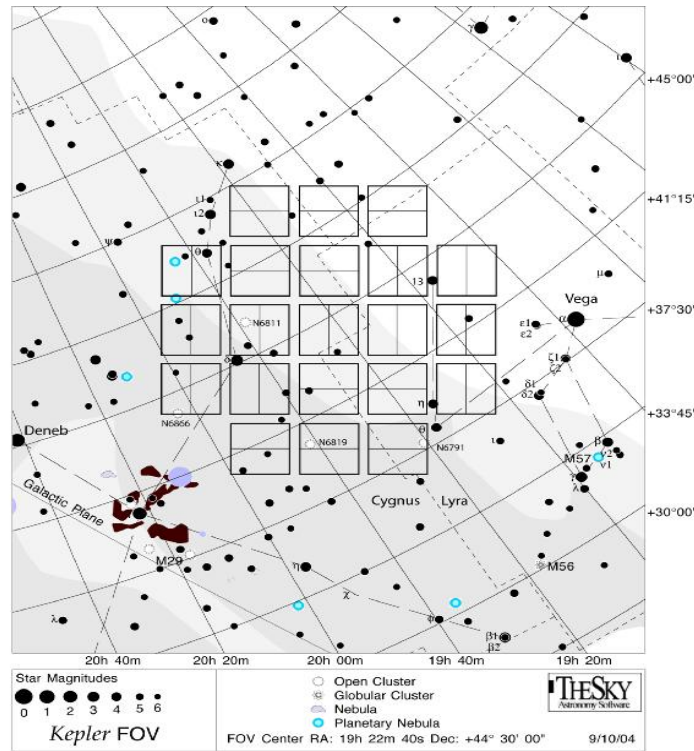 ο
γ
ι
+45°00'
κ
ι1
ι2
+41°15'
ψ
θ
13
μ
Vega
+37°30'
α
ε1
ε2
N6811
ζ1
ζ2
δ
δ1
δ2
+33°45'
η
N6866
θ
Deneb
N6819
N6791
ι
β
ν2
ν1
M57
γ
λ
Galactic Plane
Cygnus
Lyra
+30°00'
M29
η
M56
χ
λ
φ
β1
β2
20h 40m
20h 20m
20h 00m
19h 40m
19h 20m
Star Magnitudes
0 1 2 3 4 5 6
Kepler FOV
Open Cluster
Globular Cluster
Nebula
Planetary Nebula
THESKY
Astronomy Software
FOV Center RA: 19h 22m 40s Dec: +44° 30' 00"
9/10/04